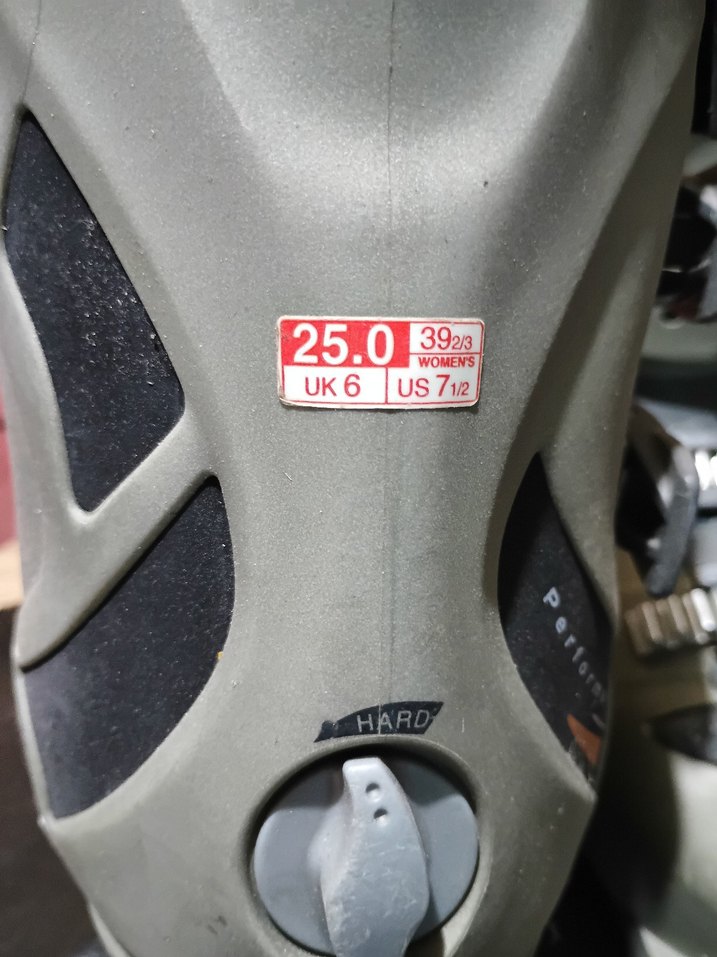 25.0 39 2/3
WOMEN'S
UK 6 US 7 1/2
HARD